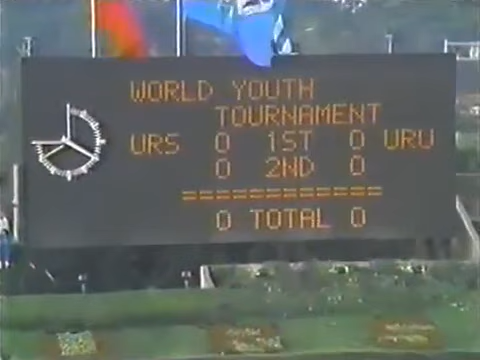 WORLD YOUTH
TOURNAMENT
URS 0 1ST 0 URU
0 2ND 0
============
0 TOTAL 0